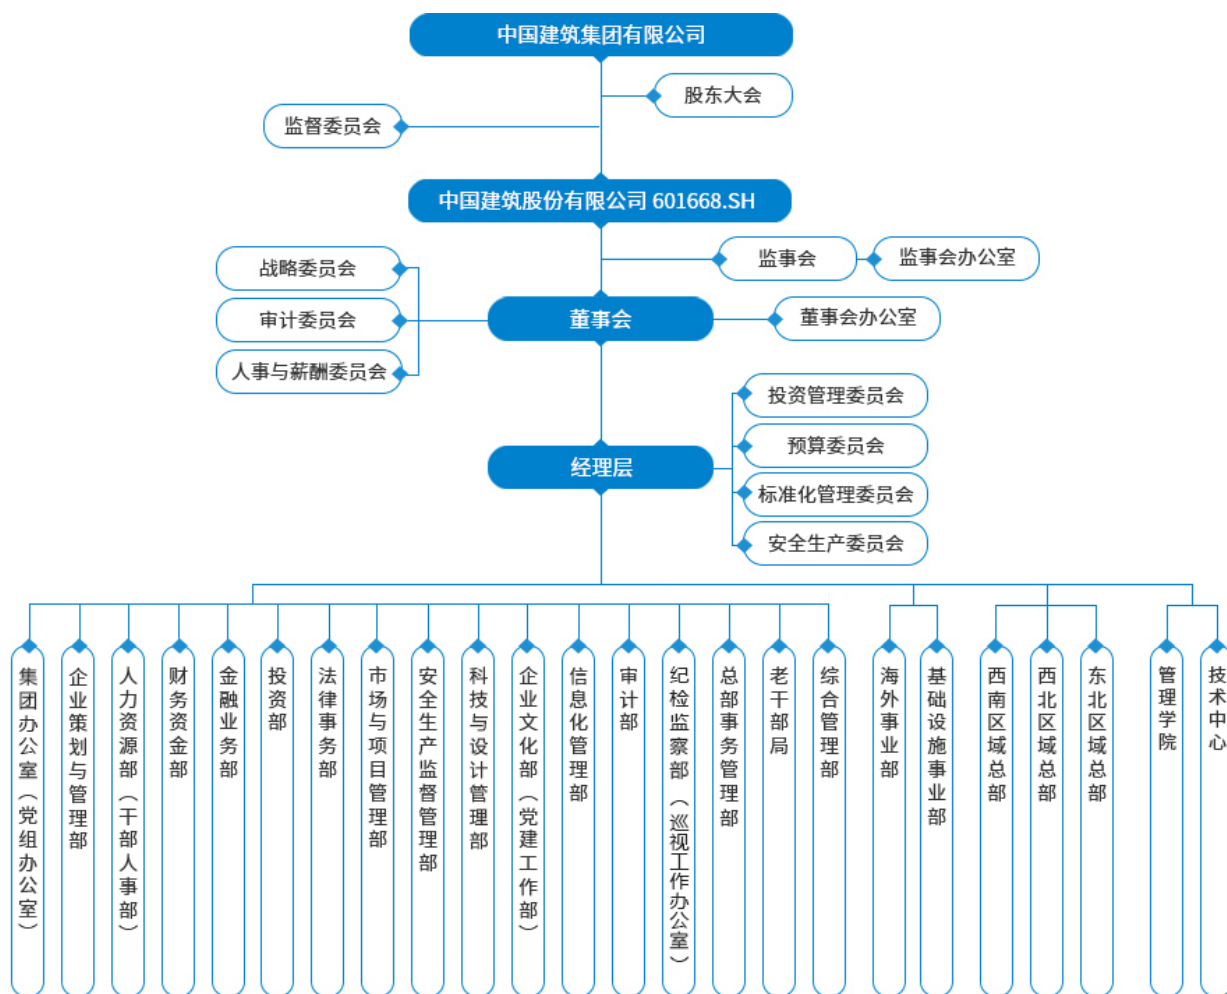 中国建筑集团有限公司
股东大会
监督委员会
中国建筑股份有限公司 601668.SH
监事会
监事会办公室
战略委员会
审计委员会
人事与薪酬委员会
董事会
董事会办公室
投资管理委员会
预算委员会
标准化管理委员会
安全生产委员会
经理层
集团办公室（党组办公室）
企业策划与管理部
人力资源部（干部人事部）
财务资金部
金融业务部
投资部
法律事务部
市场与项目管理部
安全生产监督管理部
科技与设计管理部
企业文化部（党建工作部）
信息化管理部
审计部
纪检监察部（巡视工作办公室）
总部事务管理部
老干部局
综合管理部
海外事业部
基础设施事业部
西南区域总部
西北区域总部
东北区域总部
管理学院
技术中心